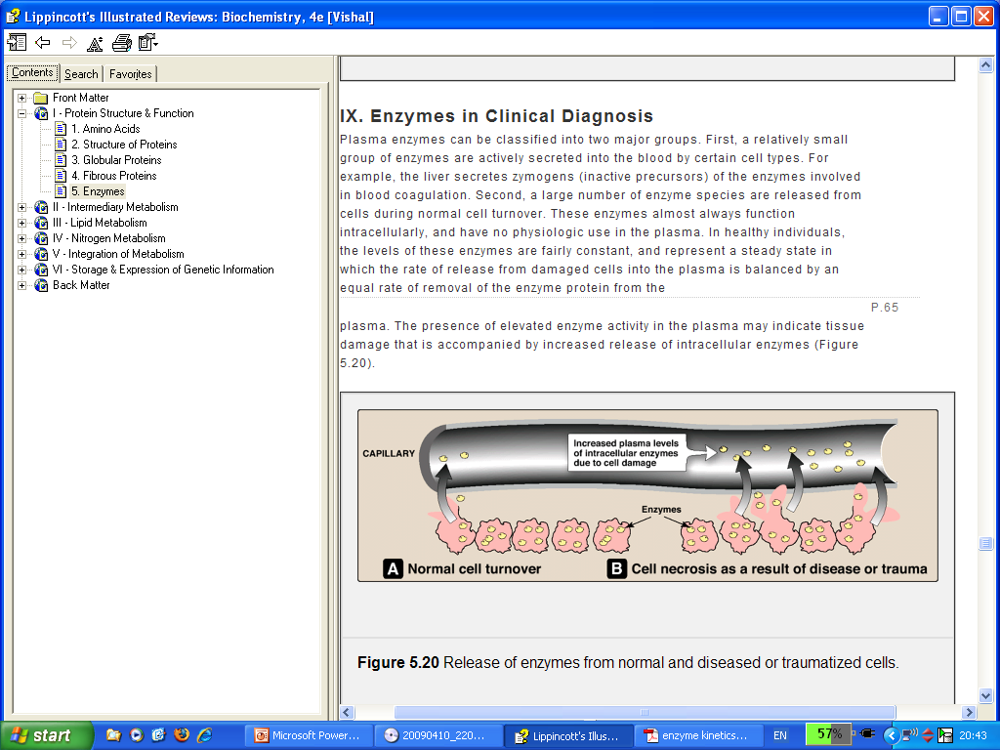 Lippincott's Illustrated Reviews: Biochemistry, 4e [Vishal]
Contents
Search
Favorites
Front Matter
I - Protein Structure & Function
1. Amino Acids
2. Structure of Proteins
3. Globular Proteins
4. Fibrous Proteins
5. Enzymes
II - Intermediary Metabolism
III - Lipid Metabolism
IV - Nitrogen Metabolism
V - Integration of Metabolism
VI - Storage & Expression of Genetic Information
Back Matter
IX. Enzymes in Clinical Diagnosis
Plasma enzymes can be classified into two major groups. First, a relatively small
group of enzymes are actively secreted into the blood by certain cell types. For
example, the liver secretes zymogens (inactive precursors) of the enzymes involved
in blood coagulation. Second, a large number of enzyme species are released from
cells during normal cell turnover. These enzymes almost always function
intracellularly, and have no physiologic use in the plasma. In healthy individuals,
the levels of these enzymes are fairly constant, and represent a steady state in
which the rate of release from damaged cells into the plasma is balanced by an
equal rate of removal of the enzyme protein from the
P.65
plasma. The presence of elevated enzyme activity in the plasma may indicate tissue
damage that is accompanied by increased release of intracellular enzymes (Figure
5.20).
CAPILLARY
Increased plasma levels
of intracellular enzymes
due to cell damage
Enzymes
A Normal cell turnover
B Cell necrosis as a result of disease or trauma
Figure 5.20 Release of enzymes from normal and diseased or traumatized cells.
start
Microsoft Power...
20090410_220...
Lippincott's Illus...
enzyme kinetics...
EN
57%
20:43